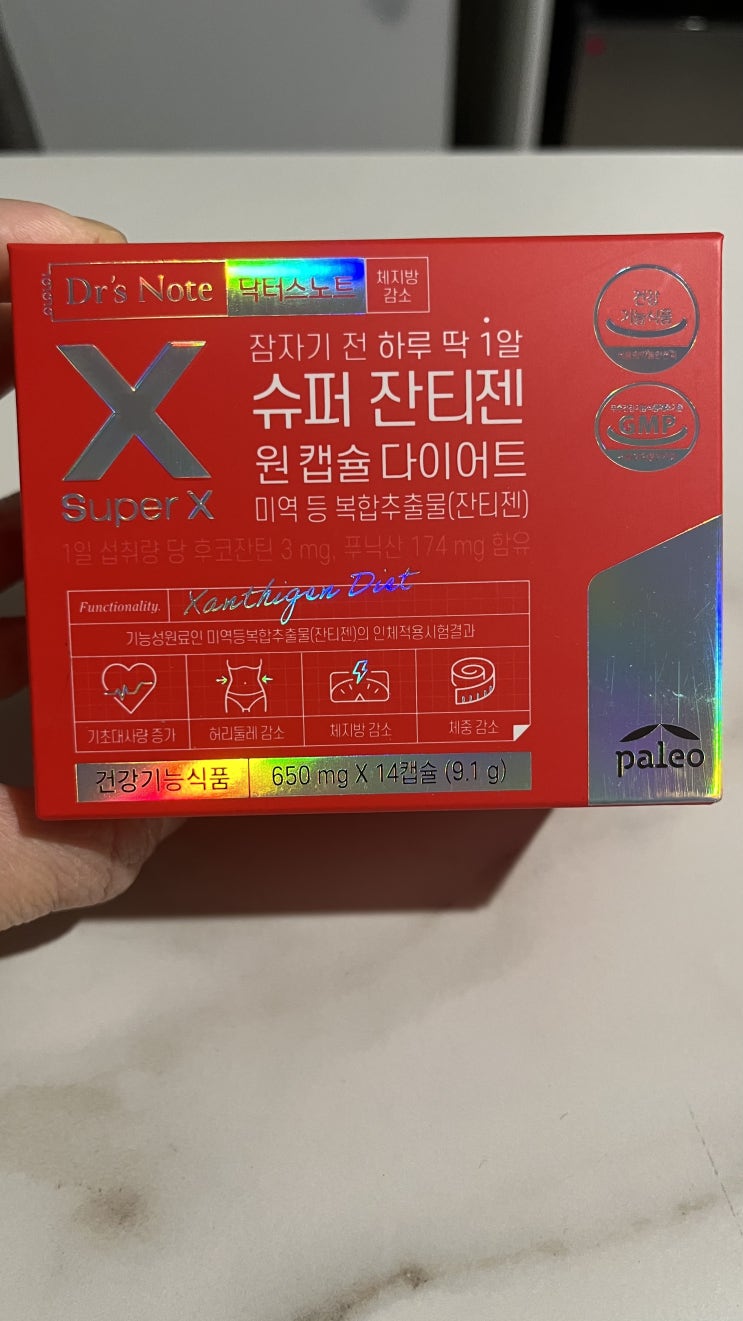 Dr's Note 닥터스노트 체지방 감소
X
Super X
잠자기 전 하루 딱 1알
슈퍼 잔티젠
원 캡슐 다이어트
미역 등 복합추출물(잔티젠)
1일 섭취량 당 후코잔틴 3 mg, 푸닉산 174 mg 함유
건강
기능식품
GMP
Functionality. Xanthigen Diet
기능성원료인 미역등복합추출물(잔티젠)의 인체적용시험결과
기초대사량 증가 허리둘레 감소 체지방 감소 체중 감소
건강기능식품 650 mg X 14캡슐 (9.1 g)
paleo